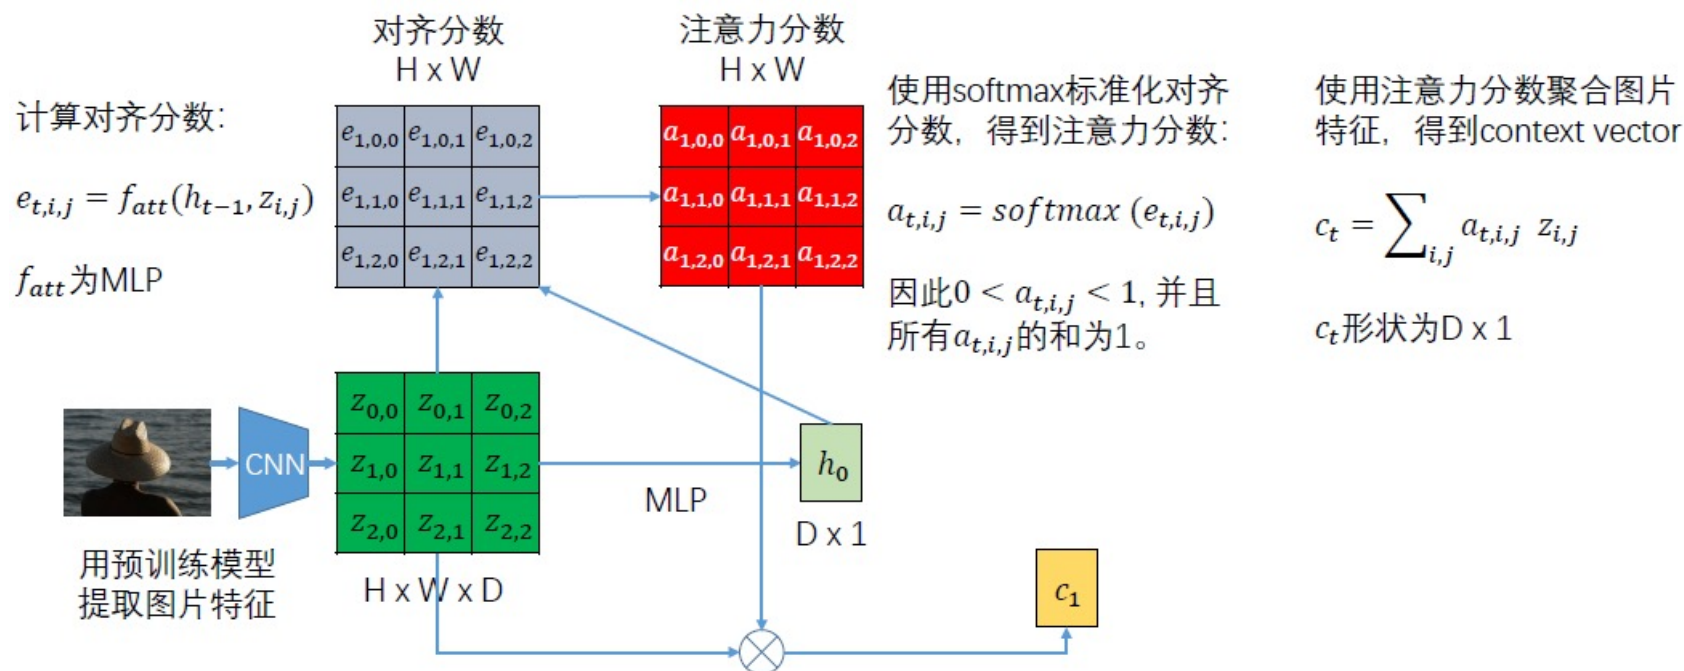 对齐分数
H x W
注意力分数
H x W
计算对齐分数:
e_{t,i,j} = f_{att}(h_{t-1}, z_{i,j})
f_{att}为MLP
e_{1,0,0} e_{1,0,1} e_{1,0,2}
e_{1,1,0} e_{1,1,1} e_{1,1,2}
e_{1,2,0} e_{1,2,1} e_{1,2,2}
a_{1,0,0} a_{1,0,1} a_{1,0,2}
a_{1,1,0} a_{1,1,1} a_{1,1,2}
a_{1,2,0} a_{1,2,1} a_{1,2,2}
使用softmax标准化对齐
分数，得到注意力分数:
a_{t,i,j} = softmax (e_{t,i,j})
因此0 < a_{t,i,j} < 1, 并且
所有a_{t,i,j}的和为1。
使用注意力分数聚合图片
特征，得到context vector
c_t = ∑_{i,j} a_{t,i,j} z_{i,j}
c_t形状为D x 1
CNN
z_{0,0} z_{0,1} z_{0,2}
z_{1,0} z_{1,1} z_{1,2}
z_{2,0} z_{2,1} z_{2,2}
MLP
h_0
D x 1
用预训练模型
提取图片特征
H x W x D
c_1